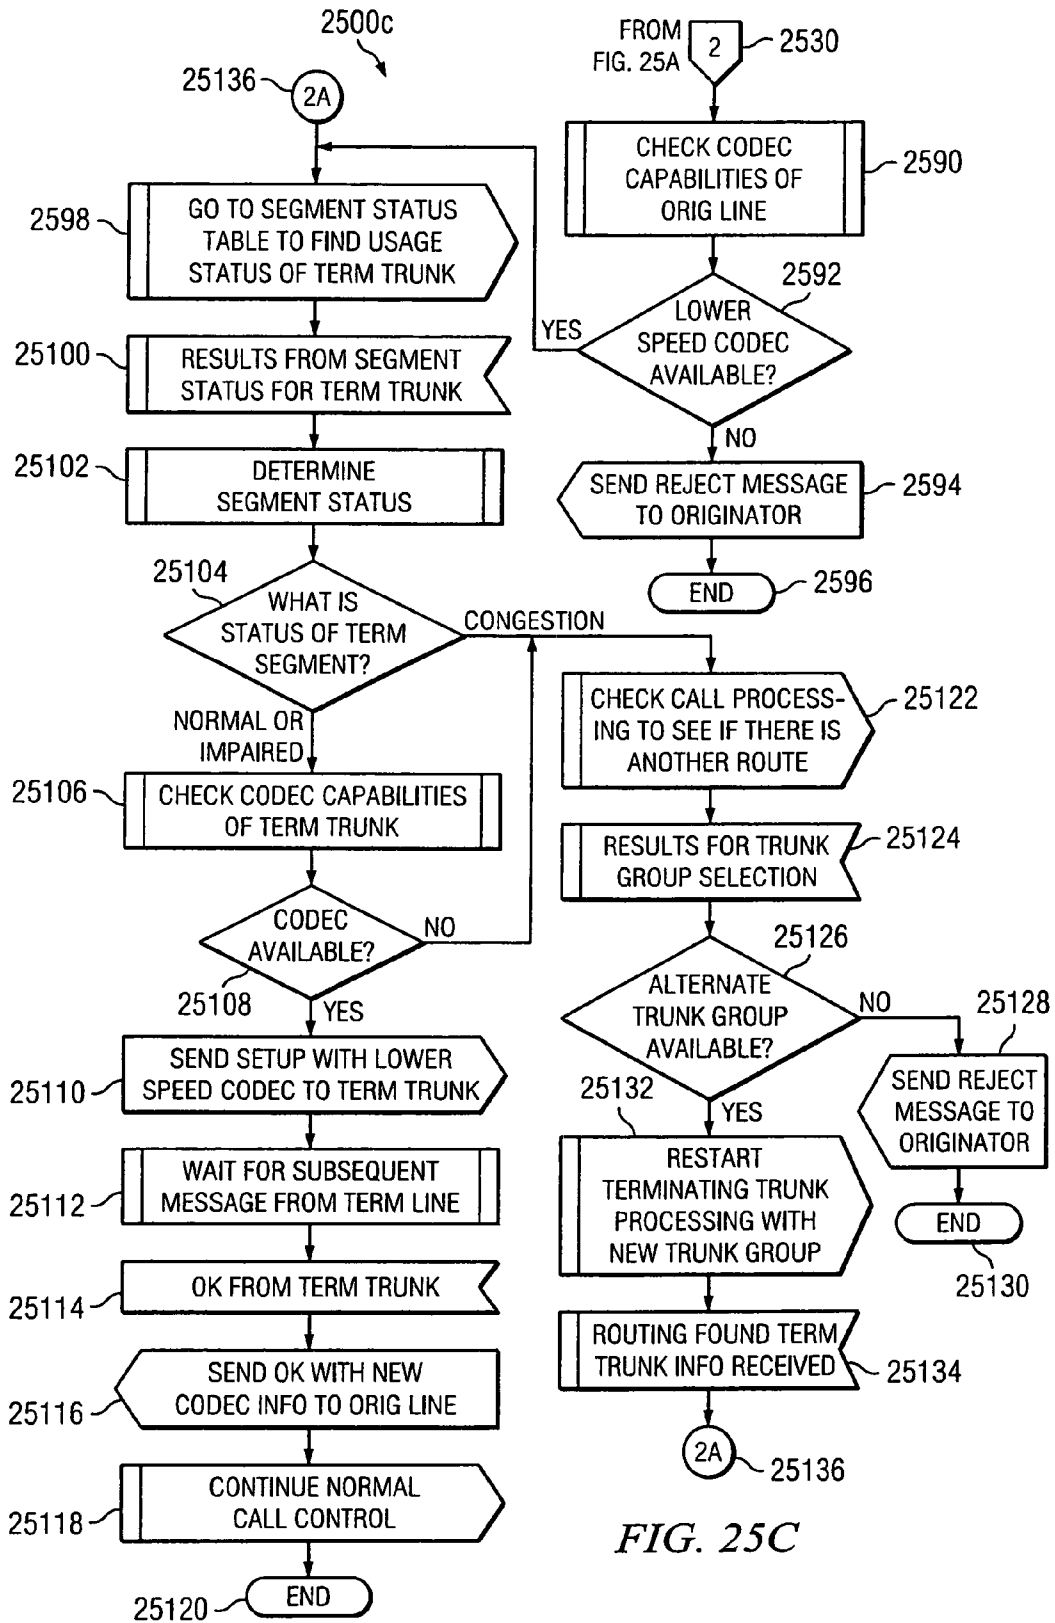 2500c
FROM
FIG. 25A
2
2530
25136
2A
CHECK CODEC
CAPABILITIES OF
ORIG LINE
2590
2598
GO TO SEGMENT STATUS
TABLE TO FIND USAGE
STATUS OF TERM TRUNK
2592
LOWER
SPEED CODEC
AVAILABLE?
YES
NO
25100
RESULTS FROM SEGMENT
STATUS FOR TERM TRUNK
25102
DETERMINE
SEGMENT STATUS
SEND REJECT MESSAGE
TO ORIGINATOR
2594
END
2596
25104
WHAT IS
STATUS OF TERM
SEGMENT?
CONGESTION
NORMAL OR
IMPAIRED
25106
CHECK CODEC CAPABILITIES
OF TERM TRUNK
CODEC
AVAILABLE?
NO
25108
YES
25110
SEND SETUP WITH LOWER
SPEED CODEC TO TERM TRUNK
25112
WAIT FOR SUBSEQUENT
MESSAGE FROM TERM LINE
25114
OK FROM TERM TRUNK
25116
SEND OK WITH NEW
CODEC INFO TO ORIG LINE
25118
CONTINUE NORMAL
CALL CONTROL
25120
END
CHECK CALL PROCESS-
ING TO SEE IF THERE IS
ANOTHER ROUTE
25122
RESULTS FOR TRUNK
GROUP SELECTION
25124
25126
ALTERNATE
TRUNK GROUP
AVAILABLE?
NO
25128
SEND REJECT
MESSAGE TO
ORIGINATOR
END
25130
YES
25132
RESTART
TERMINATING TRUNK
PROCESSING WITH
NEW TRUNK GROUP
ROUTING FOUND TERM
TRUNK INFO RECEIVED
25134
2A
25136
FIG. 25C